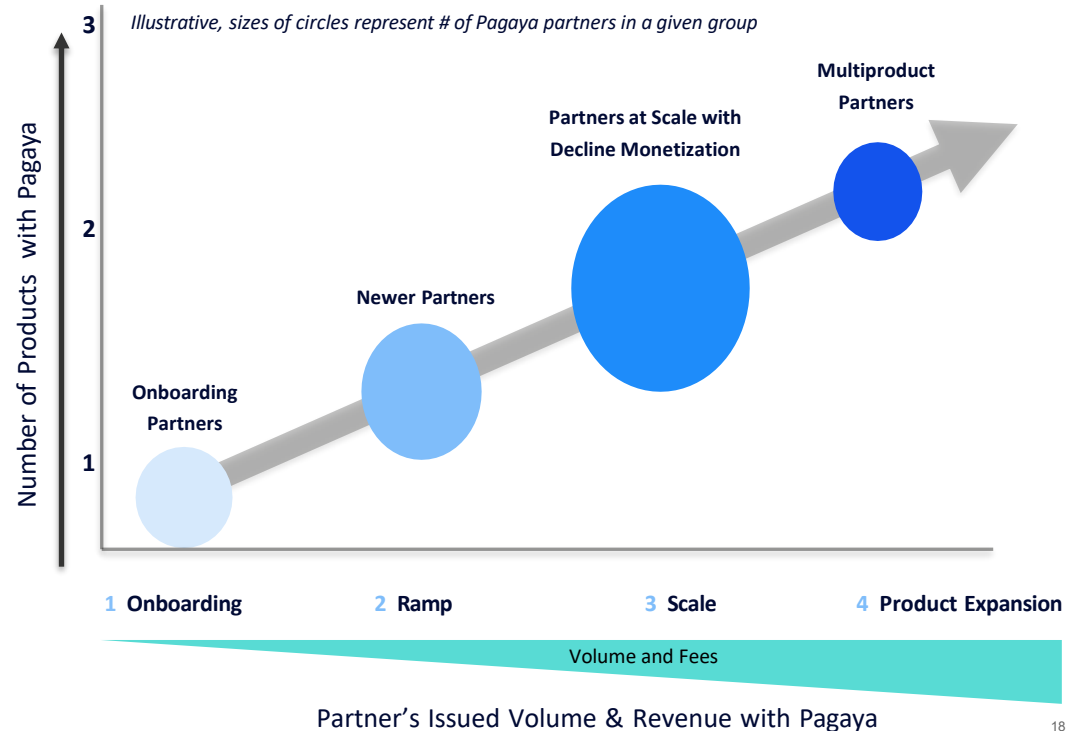 3
Illustrative, sizes of circles represent # of Pagaya partners in a given group
Multiproduct
Partners
Partners at Scale with
Decline Monetization
2
Newer Partners
Onboarding
Partners
1
Number of Products with Pagaya
1 Onboarding
2 Ramp
3 Scale
4 Product Expansion
Volume and Fees
Partner's Issued Volume & Revenue with Pagaya
18